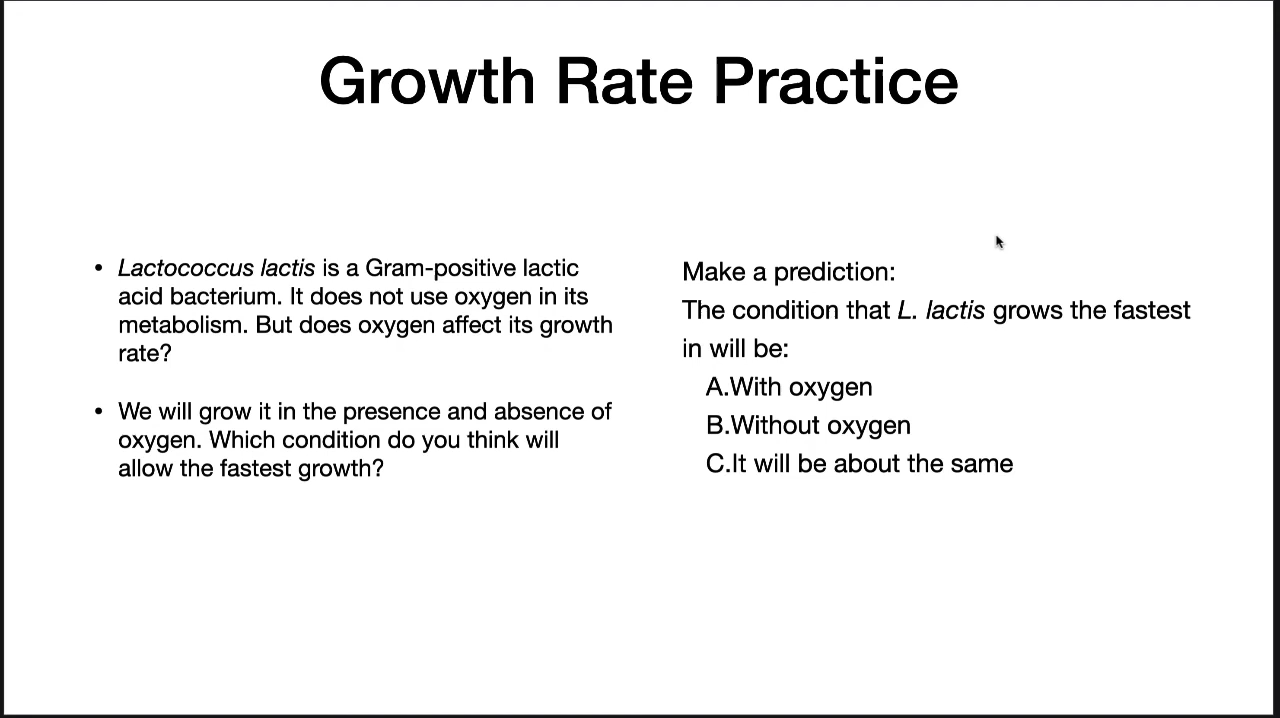 Growth Rate Practice
• Lactococcus lactis is a Gram-positive lactic
acid bacterium. It does not use oxygen in its
metabolism. But does oxygen affect its growth
rate?
• We will grow it in the presence and absence of
oxygen. Which condition do you think will
allow the fastest growth?
Make a prediction:
The condition that L. lactis grows the fastest
in will be:
A.With oxygen
B.Without oxygen
C.It will be about the same